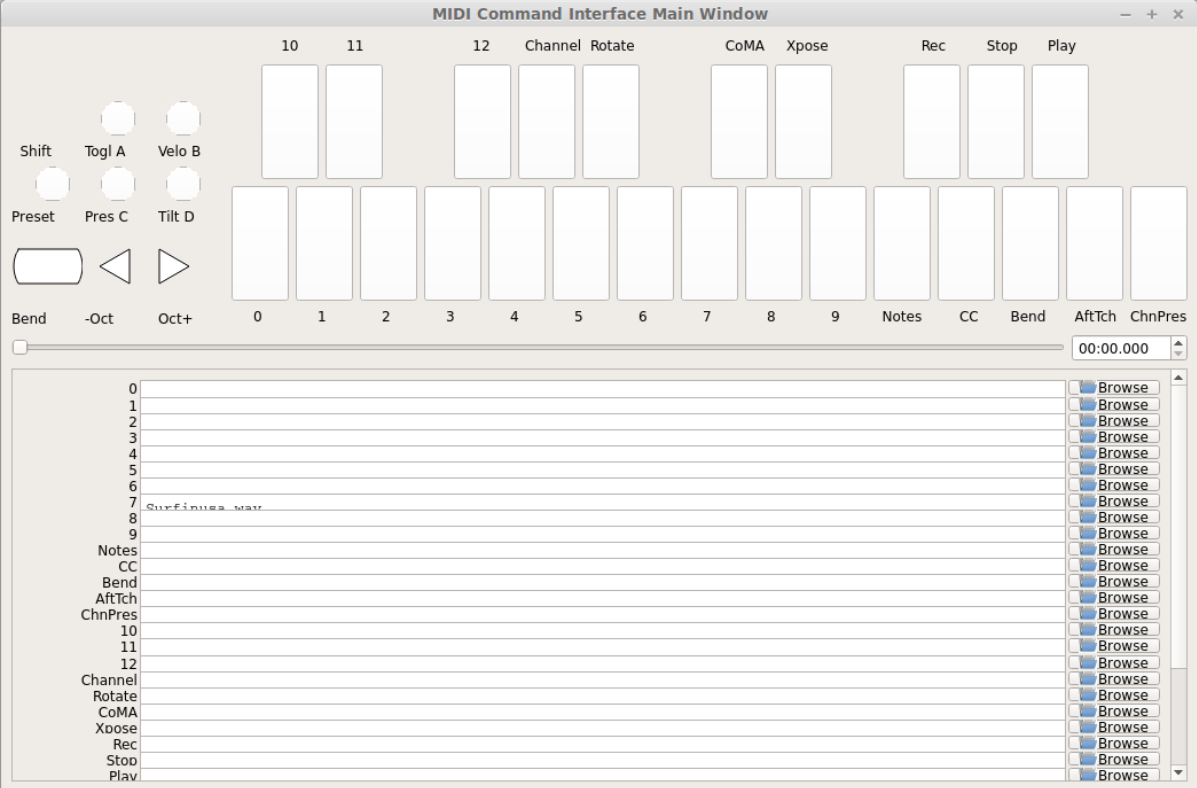 MIDI Command Interface Main Window
10 11 12 Channel Rotate CoMA Xpose Rec Stop Play
Shift Togl A Velo B
Preset Pres C Tilt D
Bend -Oct Oct+ 0 1 2 3 4 5 6 7 8 9 Notes CC Bend AftTch ChnPres
00:00.000
0 Browse
1 Browse
2 Browse
3 Browse
4 Browse
5 Browse
6 Browse
7 Surfinusa.wav Browse
8 Browse
9 Browse
Notes Browse
CC Browse
Bend Browse
AftTch Browse
ChnPres Browse
10 Browse
11 Browse
12 Browse
Channel Browse
Rotate Browse
CoMA Browse
Xpose Browse
Rec Browse
Stop Browse
Play Browse